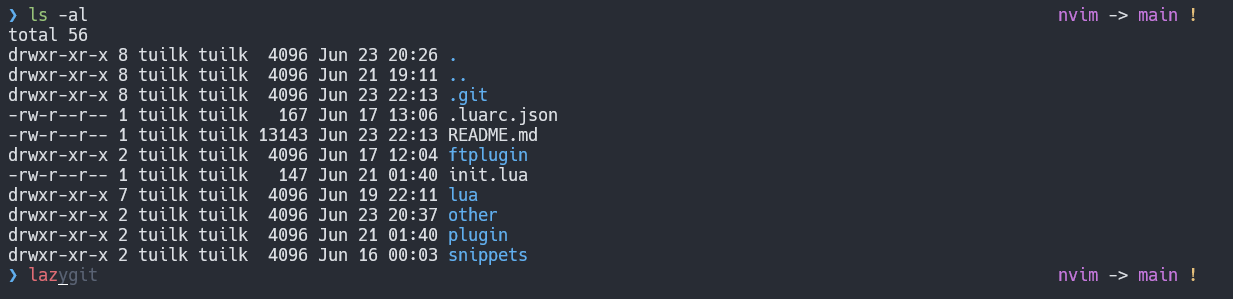 ❯ ls -al nvim -> main !
total 56
drwxr-xr-x 8 tuilk tuilk  4096 Jun 23 20:26 .
drwxr-xr-x 8 tuilk tuilk  4096 Jun 21 19:11 ..
drwxr-xr-x 8 tuilk tuilk  4096 Jun 23 22:13 .git
-rw-r--r-- 1 tuilk tuilk   167 Jun 17 13:06 .luarc.json
-rw-r--r-- 1 tuilk tuilk 13143 Jun 23 22:13 README.md
drwxr-xr-x 2 tuilk tuilk  4096 Jun 17 12:04 ftplugin
-rw-r--r-- 1 tuilk tuilk   147 Jun 21 01:40 init.lua
drwxr-xr-x 7 tuilk tuilk  4096 Jun 19 22:11 lua
drwxr-xr-x 2 tuilk tuilk  4096 Jun 23 20:37 other
drwxr-xr-x 2 tuilk tuilk  4096 Jun 21 01:40 plugin
drwxr-xr-x 2 tuilk tuilk  4096 Jun 16 00:03 snippets
❯ lazygit nvim -> main !